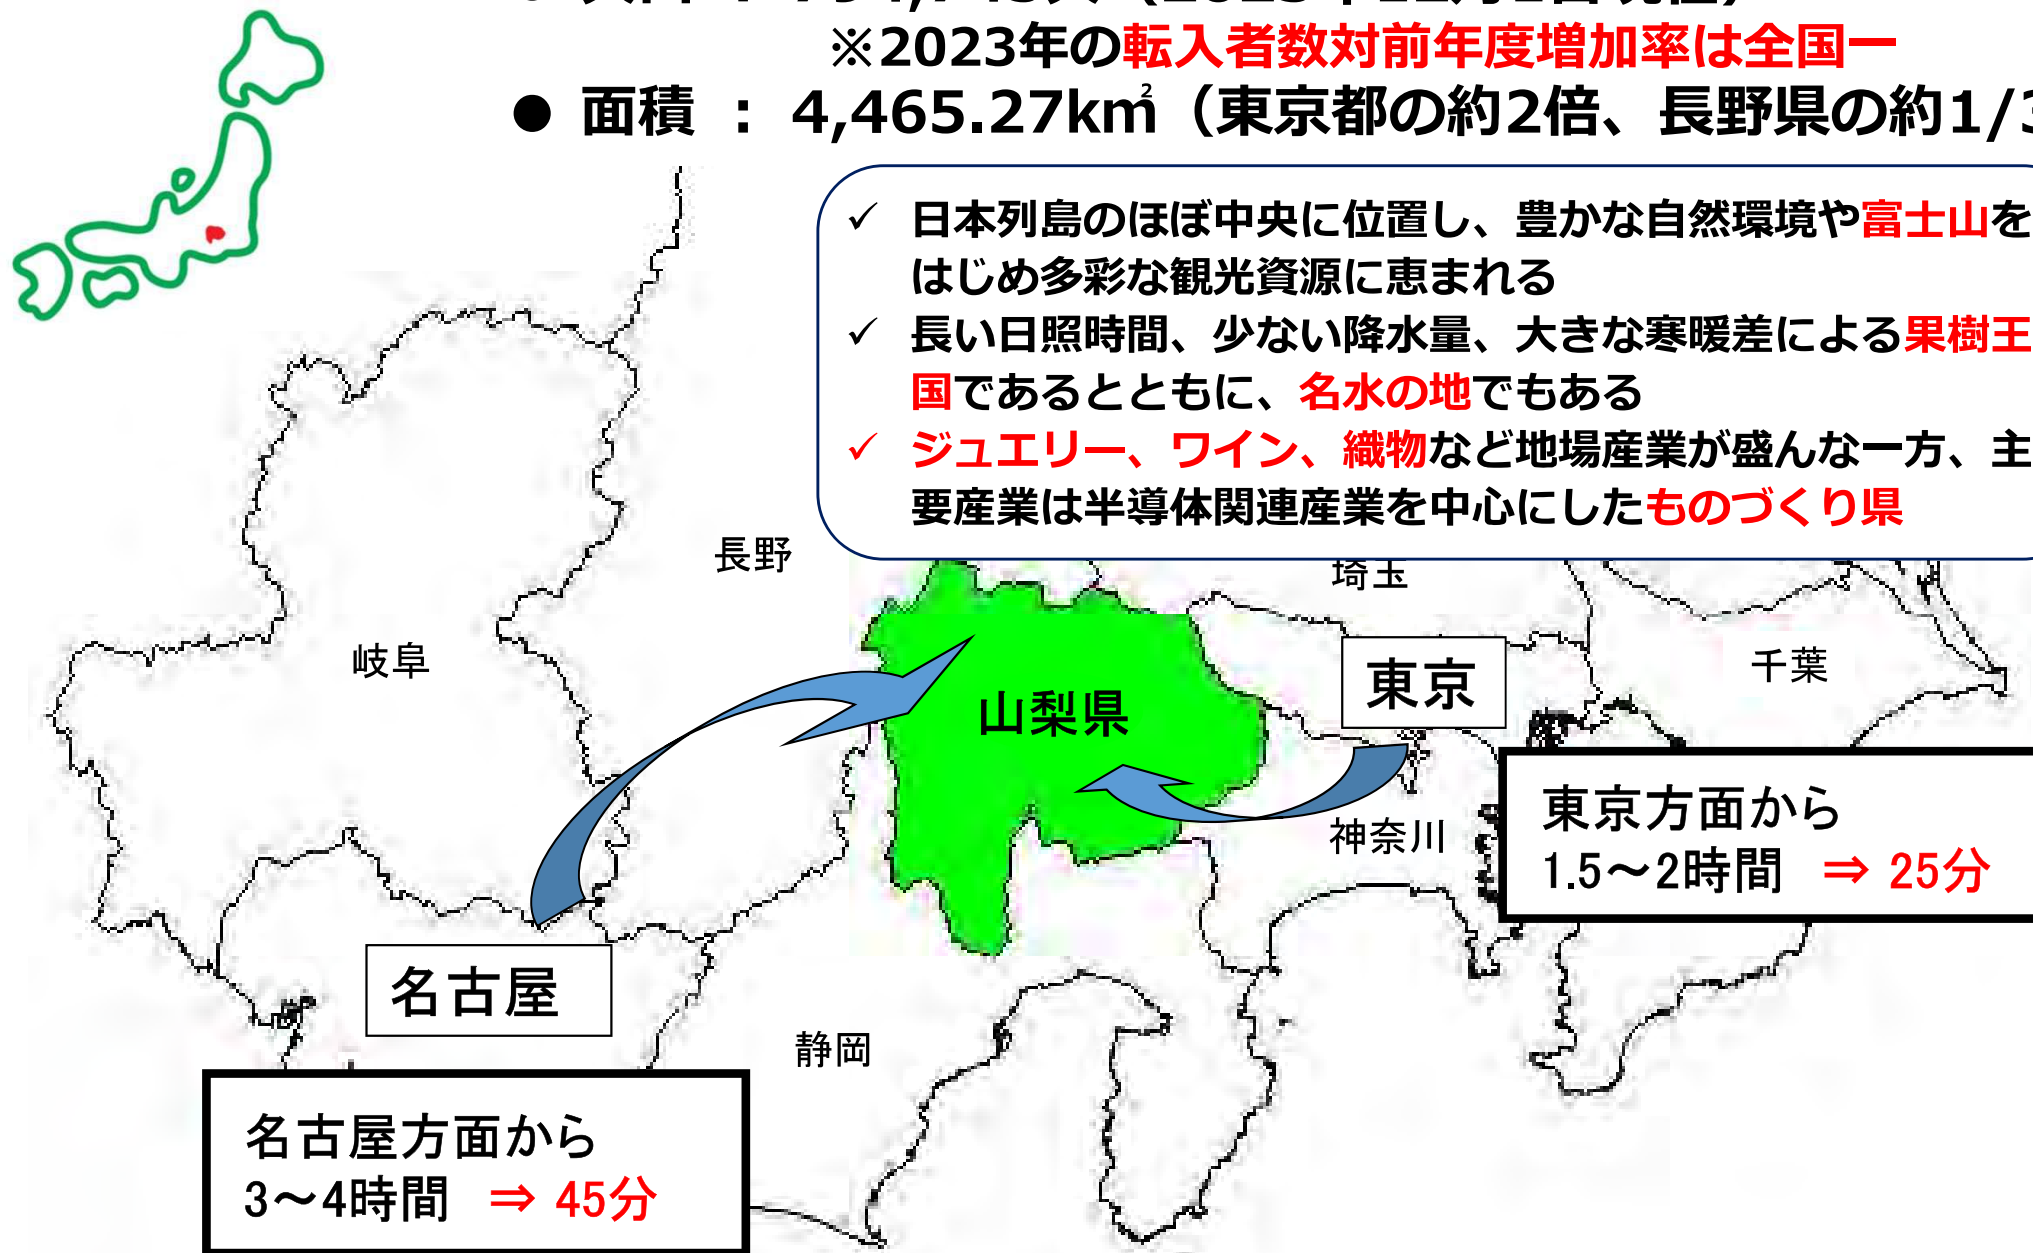 ※2023年の転入者数対前年度増加率は全国一
● 面積 ： 4,465.27km²（東京都の約2倍、長野県の約1/3
✓ 日本列島のほぼ中央に位置し、豊かな自然環境や富士山を
はじめ多彩な観光資源に恵まれる
✓ 長い日照時間、少ない降水量、大きな寒暖差による果樹王
国であるとともに、名水の地でもある
✓ ジュエリー、ワイン、織物など地場産業が盛んな一方、主
要産業は半導体関連産業を中心にしたものづくり県
長野
埼玉
岐阜
東京
千葉
山梨県
東京方面から
1.5～2時間 ⇒ 25分
神奈川
名古屋
静岡
名古屋方面から
3～4時間 ⇒ 45分